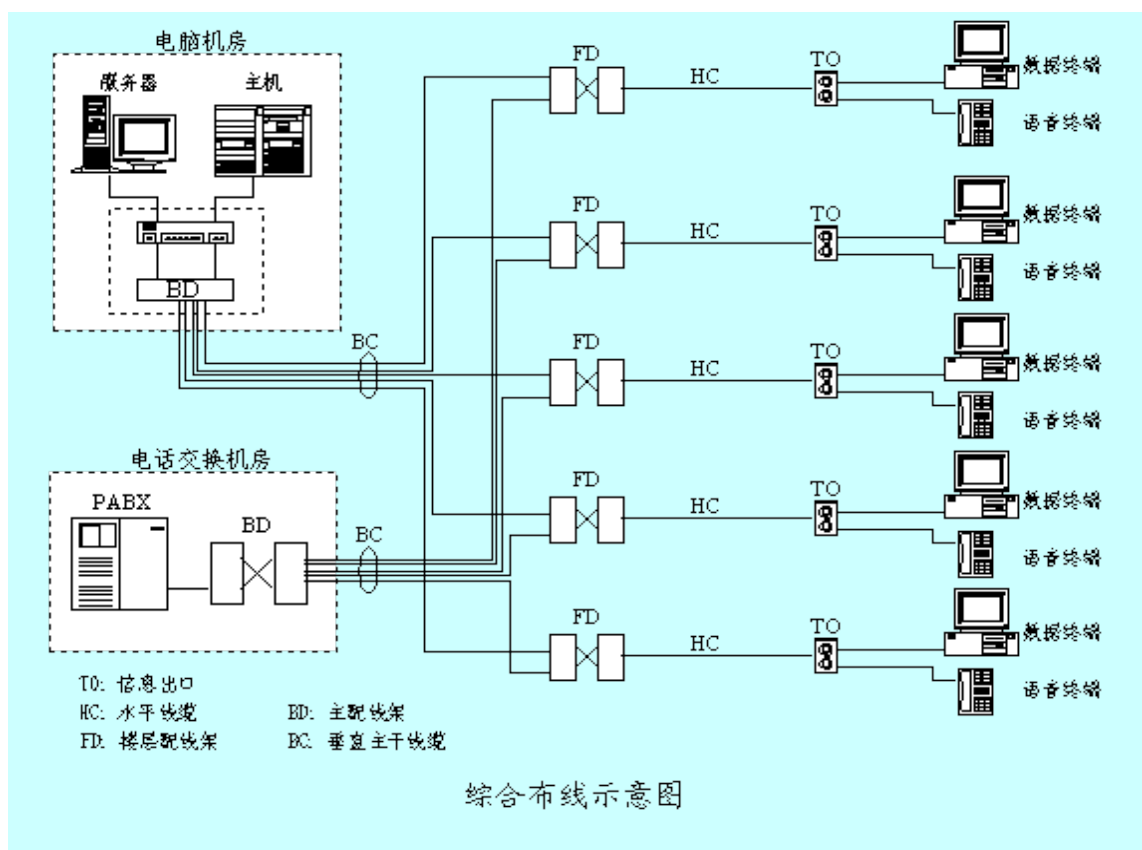 电脑机房
服务器
主机
BD
BC
电话交换机房
PABX
BD
BC
FD
HC
TO
数据终端
语音终端
FD
HC
TO
数据终端
语音终端
FD
HC
TO
数据终端
语音终端
FD
HC
TO
数据终端
语音终端
FD
HC
TO
数据终端
语音终端
TO: 信息出口
HC: 水平线缆
BD: 主配线架
FD: 楼层配线架
BC: 垂直主干线缆
综合布线示意图